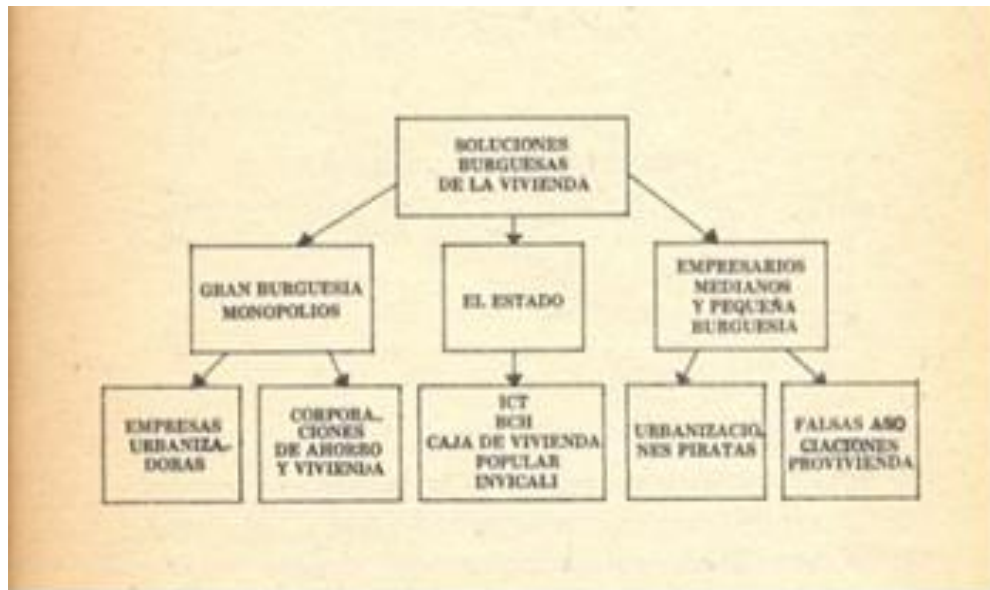 SOLUCIONES
BURGUESAS
DE LA VIVIENDA
GRAN BURGUESIA
MONOPOLIOS
EL ESTADO
EMPRESARIOS
MEDIANOS
Y PEQUEÑA
BURGUESIA
EMPRESAS
URBANIZA-
DORAS
CORPORA-
CIONES
DE AHORRO
Y VIVIENDA
ICT
BCH
CAJA DE VIVIENDA
POPULAR
INVICALI
URBANIZACIO-
NES PIRATAS
FALSAS ASO
CIACIONES
PROVIVIENDA